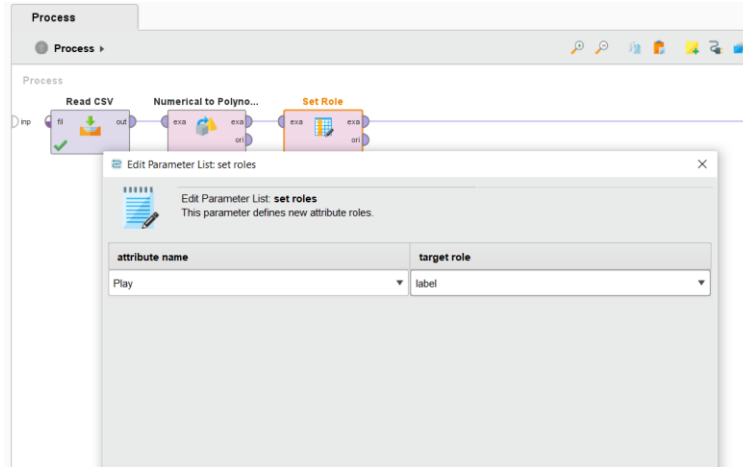 Process
Process
Process
Read CSV
Numerical to Polyno...
Set Role
inp
fil
out
exa
exa
ori
exa
exa
ori
Edit Parameter List: set roles
Edit Parameter List: set roles
This parameter defines new attribute roles.
attribute name
target role
Play
label